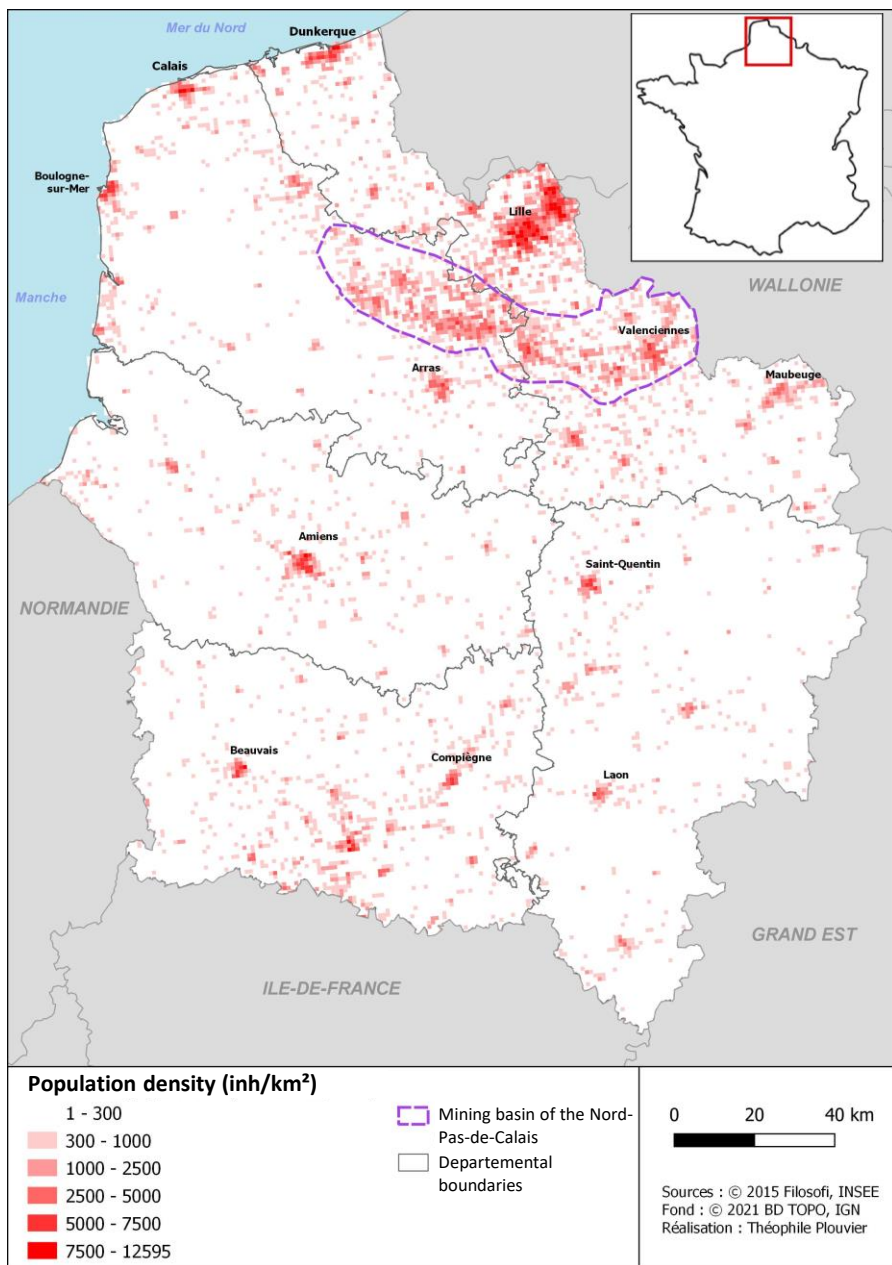 Mer du Nord
Dunkerque
Calais
Boulogne-
sur-Mer
Lille
Manche
WALLONIE
Valenciennes
Maubeuge
Arras
Amiens
Saint-Quentin
NORMANDIE
Beauvais
Compiègne
Laon
GRAND EST
ILE-DE-FRANCE
Population density (inh/km²)
1 - 300
300 - 1000
1000 - 2500
2500 - 5000
5000 - 7500
7500 - 12595
Mining basin of the Nord-
Pas-de-Calais
Departemental
boundaries
0 20 40 km
Sources : © 2015 Filosofi, INSEE
Fond : © 2021 BD TOPO, IGN
Réalisation : Théophile Plouvier